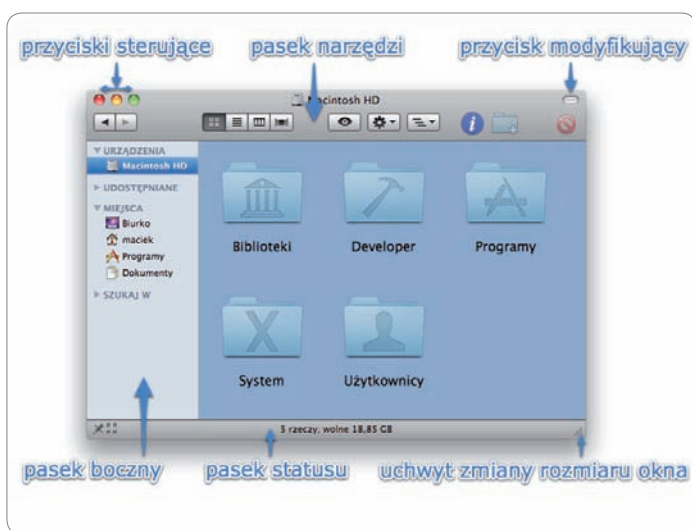 przyciski sterujące pasek narzędzi przycisk modyfikujący
Macintosh HD
URZĄDZENIA
Macintosh HD
UDOSTĘPNIANE
MIEJSCA
Biurko
maciek
Programy
Dokumenty
SZUKAJ W
Biblioteki Developer Programy
System Użytkownicy
5 rzeczy, wolne 18,85 GB
pasek boczny pasek statusu uchwyt zmiany rozmiaru okna